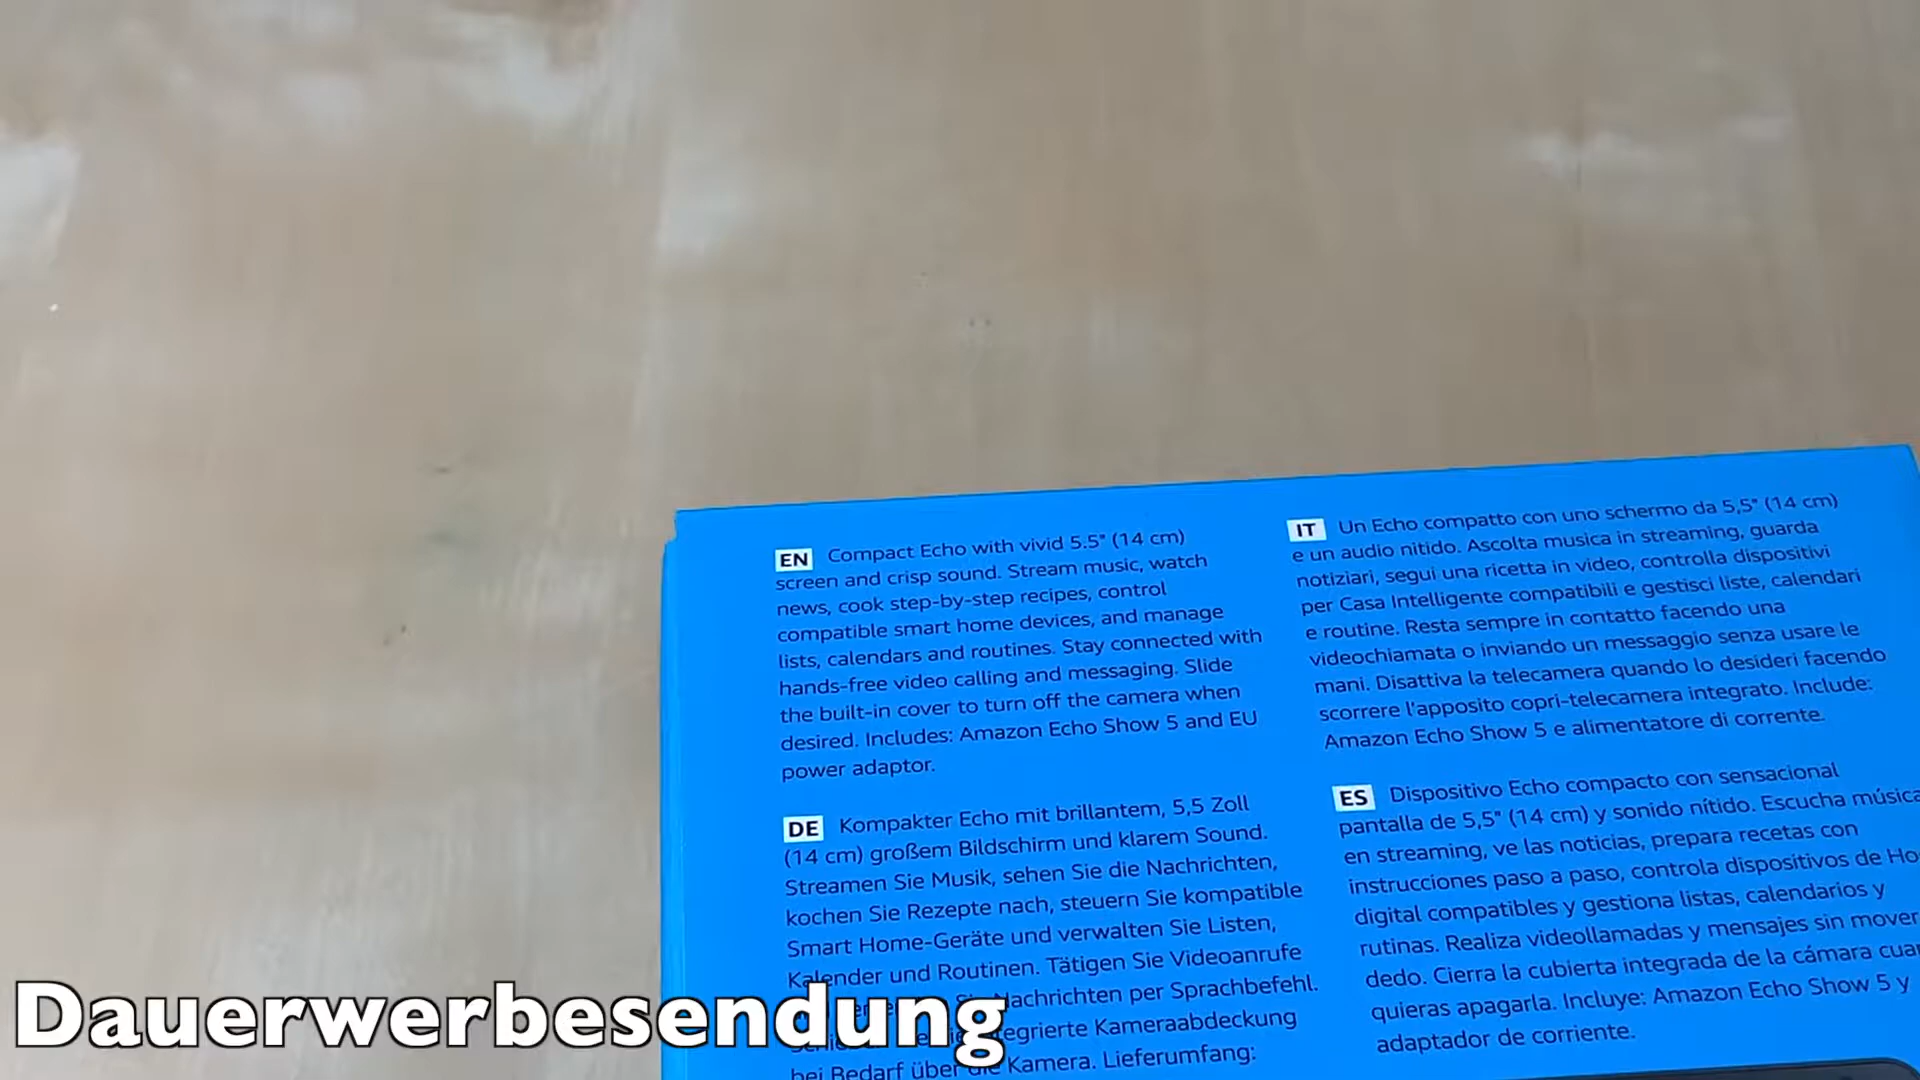 EN Compact Echo with vivid 5.5" (14 cm)
screen and crisp sound. Stream music, watch
news, cook step-by-step recipes, control
compatible smart home devices, and manage
lists, calendars and routines. Stay connected with
hands-free video calling and messaging. Slide
the built-in cover to turn off the camera when
desired. Includes: Amazon Echo Show 5 and EU
power adaptor.
DE Kompakter Echo mit brillantem, 5,5 Zoll
(14 cm) großem Bildschirm und klarem Sound.
Streamen Sie Musik, sehen Sie die Nachrichten,
kochen Sie Rezepte nach, steuern Sie kompatible
Smart Home-Geräte und verwalten Sie Listen,
Kalender und Routinen. Tätigen Sie Videoanrufe
Nachrichten per Sprachbefehl.
Kameraabdeckung
bei Bedarf über die Kamera. Lieferumfang:
IT Un Echo compatto con uno schermo da 5,5" (14 cm)
e un audio nitido. Ascolta musica in streaming, guarda
notiziari, segui una ricetta in video, controlla dispositivi
per Casa Intelligente compatibili e gestisci liste, calendari
e routine. Resta sempre in contatto facendo una
videochiamata o inviando un messaggio senza usare le
mani. Disattiva la telecamera quando lo desideri facendo
scorrere l'apposito copri-telecamera integrato. Include:
Amazon Echo Show 5 e alimentatore di corrente.
ES Dispositivo Echo compacto con sensacional
pantalla de 5,5" (14 cm) y sonido nítido. Escucha música
en streaming, ve las noticias, prepara recetas con
instrucciones paso a paso, controla dispositivos de
digital compatibles y gestiona listas, calendarios y
rutinas. Realiza videollamadas y mensajes sin mover
dedo. Cierra la cubierta integrada de la cámara
quieras apagarla. Incluye: Amazon Echo Show 5 y
adaptador de corriente.
Dauerwerbesendung